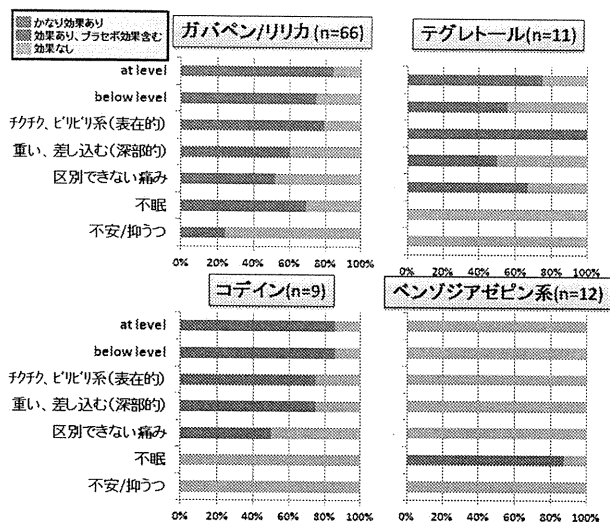 かなり効果あり
効果あり、プラセボ効果含む
効果なし
ガバペン/リリカ(n=66)
テグレトール(n=11)
at level
below level
チクチク、ピリピリ系(表在的)
重い、差し込む(深部的)
区別できない痛み
不眠
不安/抑うつ
0% 20% 40% 60% 80% 100%
0% 20% 40% 60% 80% 100%
コデイン(n=9)
ベンゾジアゼピン系(n=12)
at level
below level
チクチク、ピリピリ系(表在的)
重い、差し込む(深部的)
区別できない痛み
不眠
不安/抑うつ
0% 20% 40% 60% 80% 100%
0% 20% 40% 60% 80% 100%